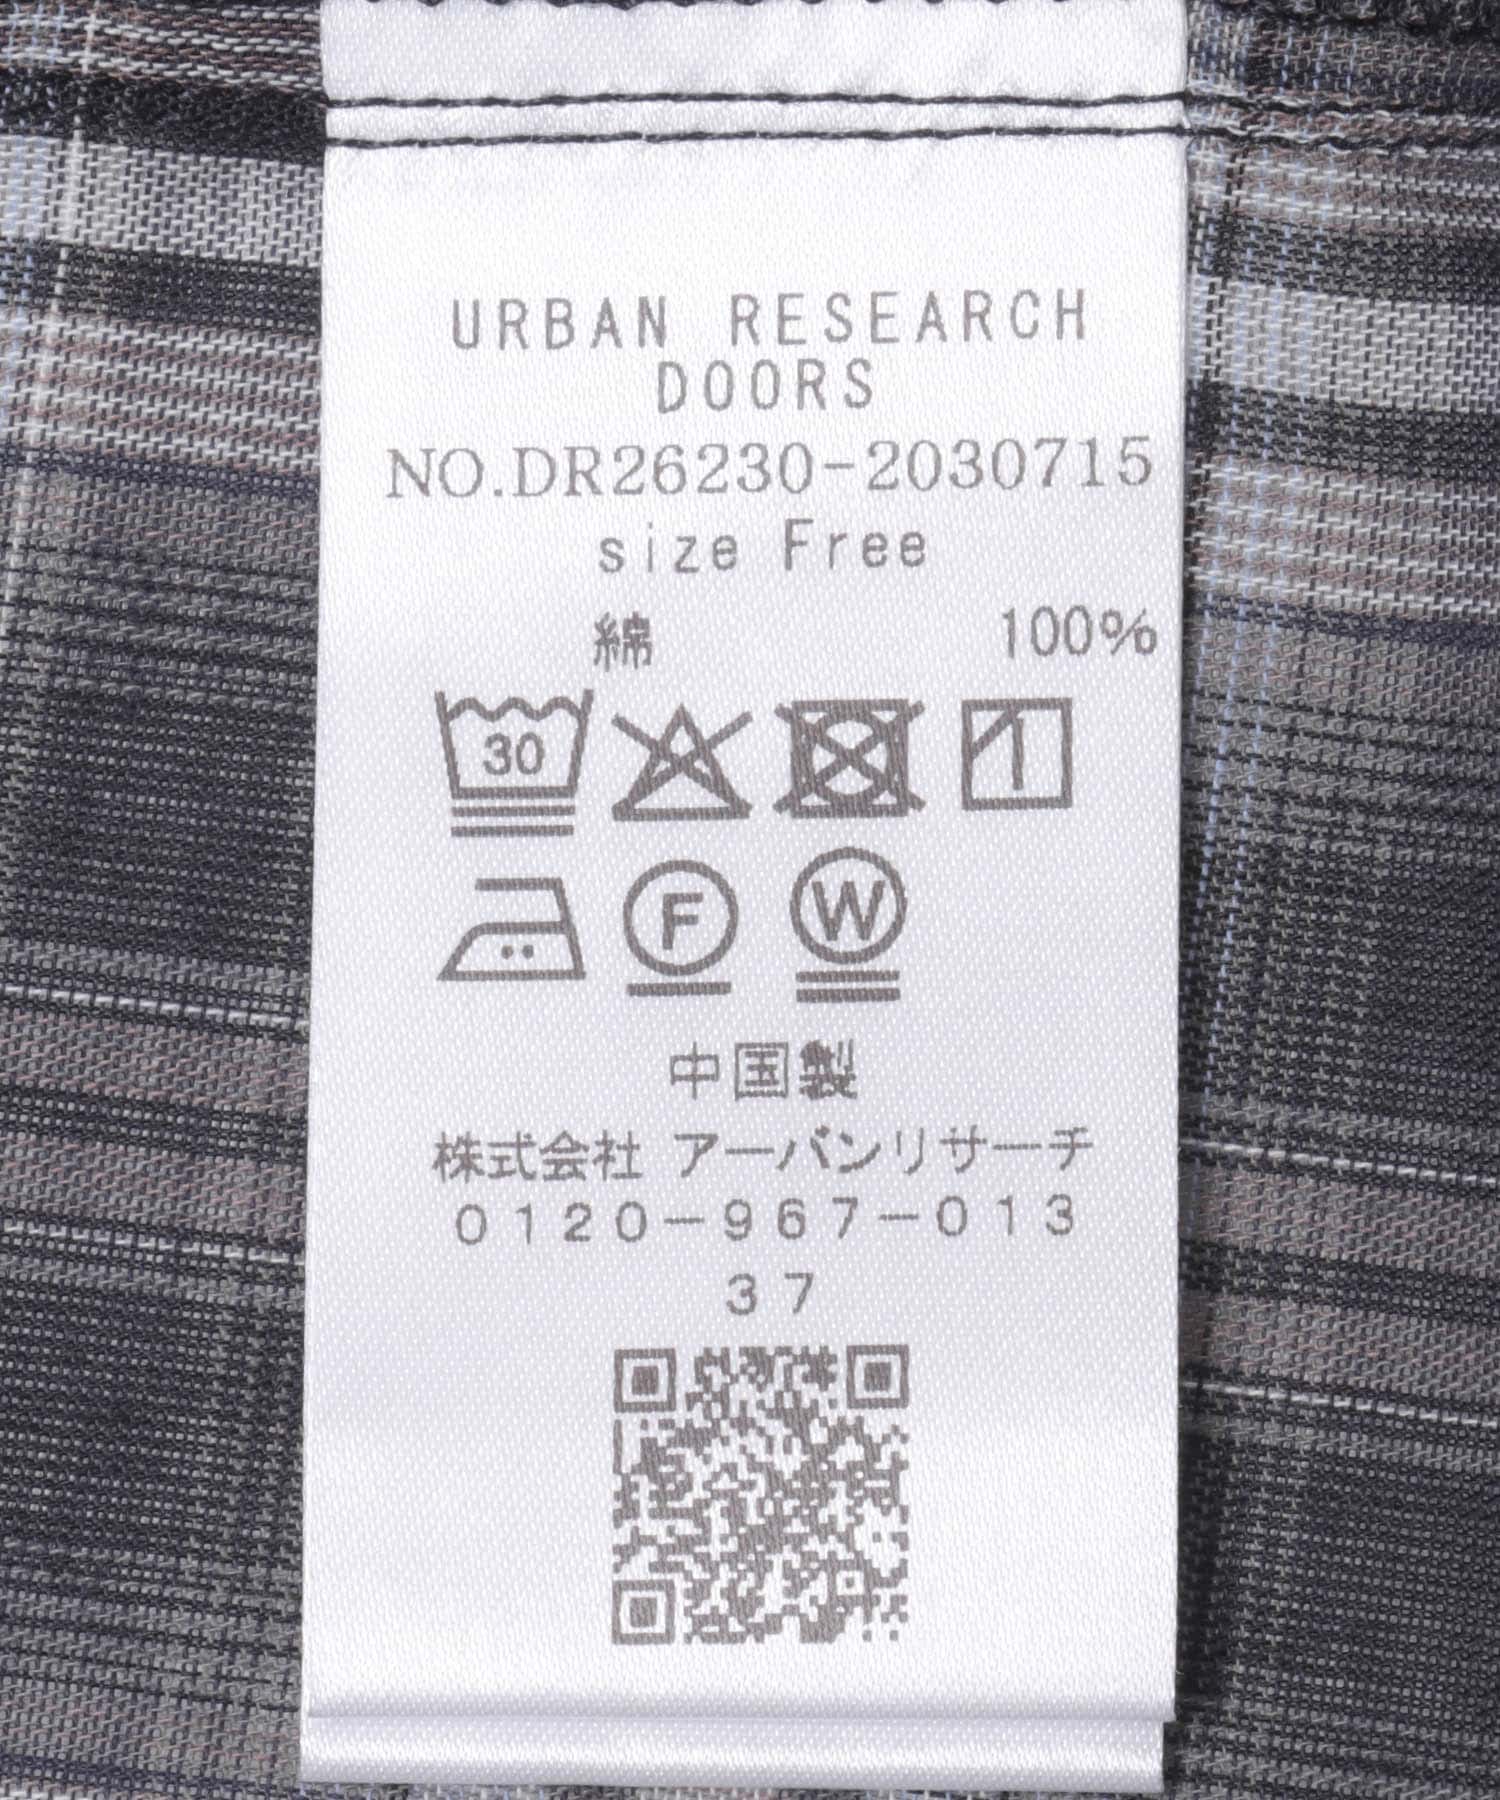 URBAN RESEARCH
DOORS
NO.DR26230-2030715
size Free
綿 100%
30
F W
中国製
株式会社 アーバンリサーチ
0120-967-013
37